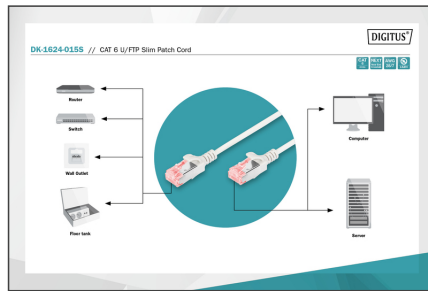 DIGITUS®
DK-1624-015S // CAT 6 U/FTP Slim Patch Cord
Router
Switch
Wall Outlet
Floor tank
Computer
Server